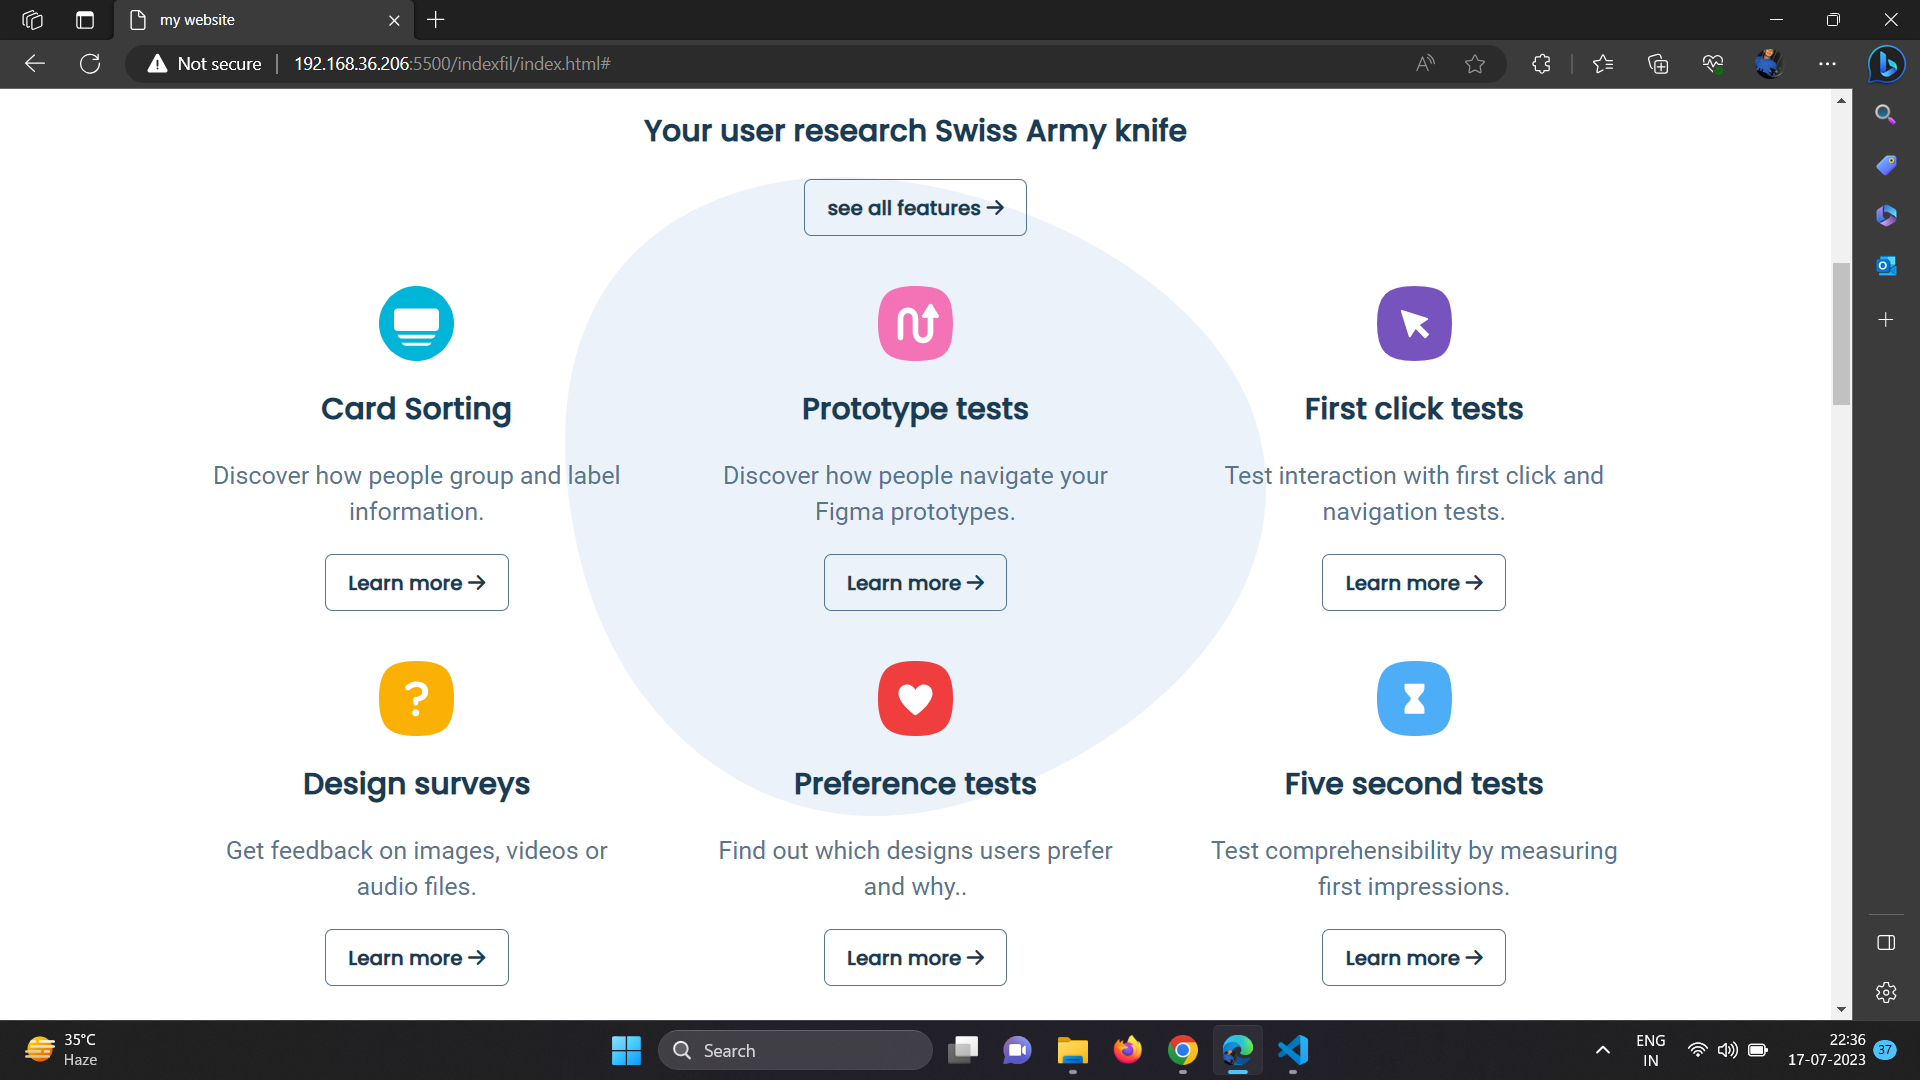 my website
Not secure
192.168.36.206:5500/indexfil/index.html#
Your user research Swiss Army knife
see all features →
Card Sorting
Prototype tests
First click tests
Discover how people group and label
information.
Discover how people navigate your
Figma prototypes.
Test interaction with first click and
navigation tests.
Learn more →
Learn more →
Learn more →
?
Design surveys
Preference tests
Five second tests
Get feedback on images, videos or
audio files.
Find out which designs users prefer
and why..
Test comprehensibility by measuring
first impressions.
Learn more →
Learn more →
Learn more →
35°C
Haze
Search
ENG
IN
22:36
17-07-2023
37